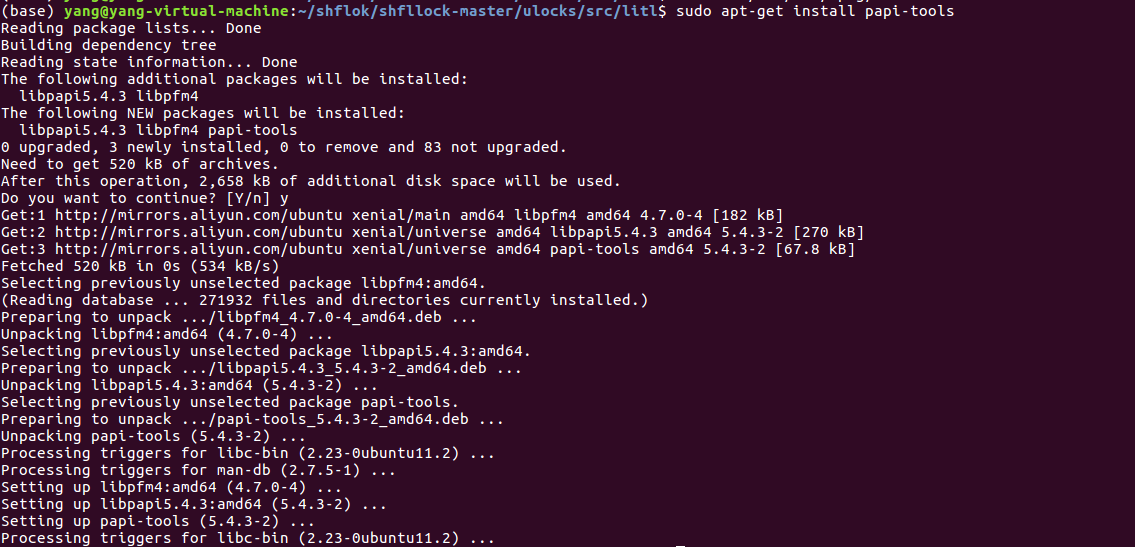 (base) yang@yang-virtual-machine:~/shflok/shfllock-master/ulocks/src/litl$ sudo apt-get install papi-tools
Reading package lists... Done
Building dependency tree
Reading state information... Done
The following additional packages will be installed:
  libpapi5.4.3 libpfm4
The following NEW packages will be installed:
  libpapi5.4.3 libpfm4 papi-tools
0 upgraded, 3 newly installed, 0 to remove and 83 not upgraded.
Need to get 520 kB of archives.
After this operation, 2,658 kB of additional disk space will be used.
Do you want to continue? [Y/n] y
Get:1 http://mirrors.aliyun.com/ubuntu xenial/main amd64 libpfm4 amd64 4.7.0-4 [182 kB]
Get:2 http://mirrors.aliyun.com/ubuntu xenial/universe amd64 libpapi5.4.3 amd64 5.4.3-2 [270 kB]
Get:3 http://mirrors.aliyun.com/ubuntu xenial/universe amd64 papi-tools amd64 5.4.3-2 [67.8 kB]
Fetched 520 kB in 0s (534 kB/s)
Selecting previously unselected package libpfm4:amd64.
(Reading database ... 271932 files and directories currently installed.)
Preparing to unpack .../libpfm4_4.7.0-4_amd64.deb ...
Unpacking libpfm4:amd64 (4.7.0-4) ...
Selecting previously unselected package libpapi5.4.3:amd64.
Preparing to unpack .../libpapi5.4.3_5.4.3-2_amd64.deb ...
Unpacking libpapi5.4.3:amd64 (5.4.3-2) ...
Selecting previously unselected package papi-tools.
Preparing to unpack .../papi-tools_5.4.3-2_amd64.deb ...
Unpacking papi-tools (5.4.3-2) ...
Processing triggers for libc-bin (2.23-0ubuntu11.2) ...
Processing triggers for man-db (2.7.5-1) ...
Setting up libpfm4:amd64 (4.7.0-4) ...
Setting up libpapi5.4.3:amd64 (5.4.3-2) ...
Setting up papi-tools (5.4.3-2) ...
Processing triggers for libc-bin (2.23-0ubuntu11.2) ...